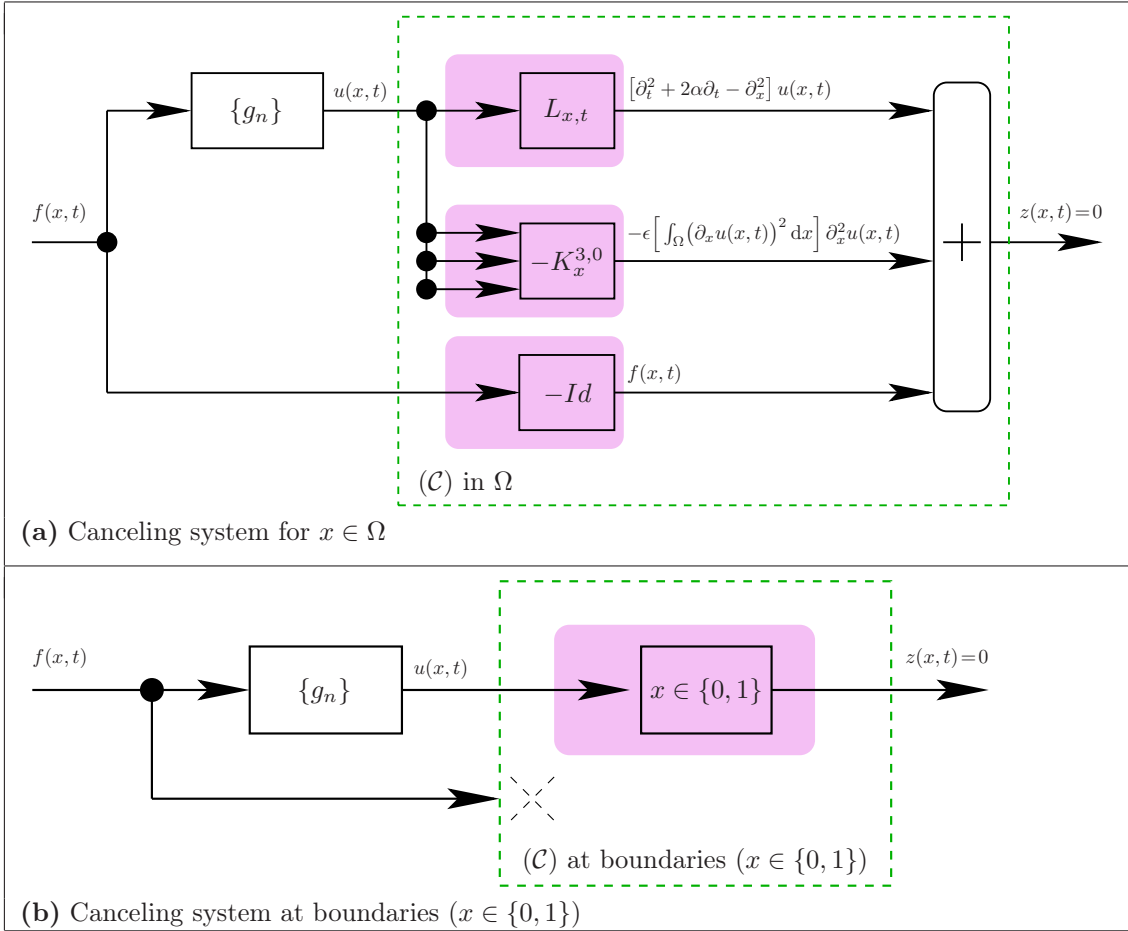 {g_n}
u(x,t)
L_{x,t}
[∂_t^2 + 2α∂_t − ∂_x^2] u(x,t)
f(x,t)
−K_x^{3,0}
−ϵ[∫_Ω(∂_x u(x,t))^2 dx] ∂_x^2 u(x,t)
+
z(x,t)=0
−Id
f(x,t)
(𝒞) in Ω
(a) Canceling system for x ∈ Ω
f(x,t)
{g_n}
u(x,t)
x ∈ {0, 1}
z(x,t)=0
(𝒞) at boundaries (x ∈ {0, 1})
(b) Canceling system at boundaries (x ∈ {0, 1})